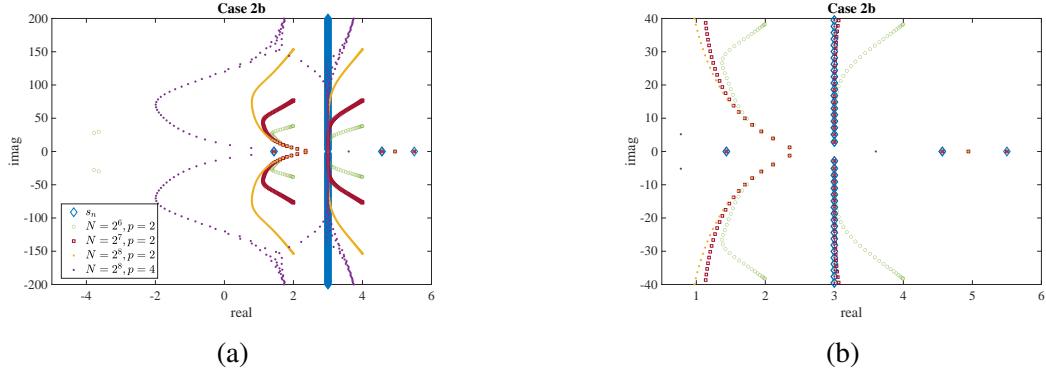 Case 2b
200
150
100
50
0
-50
-100
-150
-200
imag
-4
-2
0
2
4
6
real
s_n
N = 2^6, p = 2
N = 2^7, p = 2
N = 2^8, p = 2
N = 2^8, p = 4
(a)
Case 2b
40
30
20
10
0
-10
-20
-30
-40
imag
1
2
3
4
5
6
real
(b)